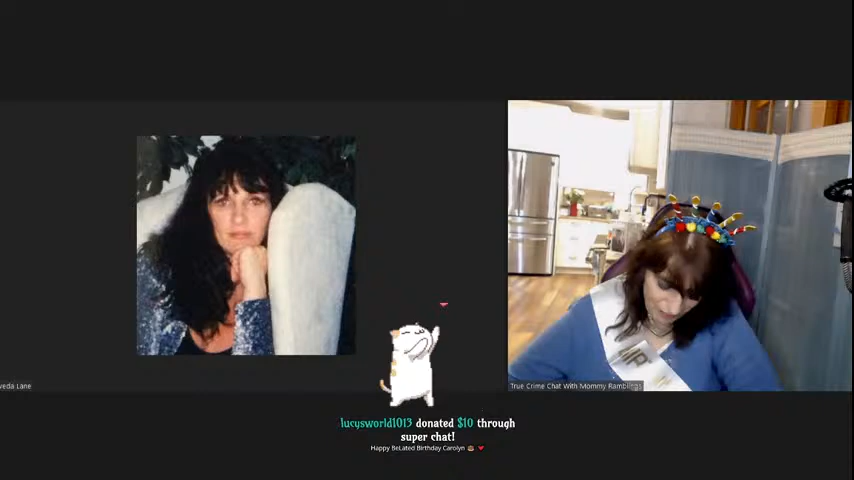 veda Lane
True Crime Chat With Mommy Ramblings
lucysworld1013 donated $10 through
super chat!
Happy BeLated Birthday Carolyn